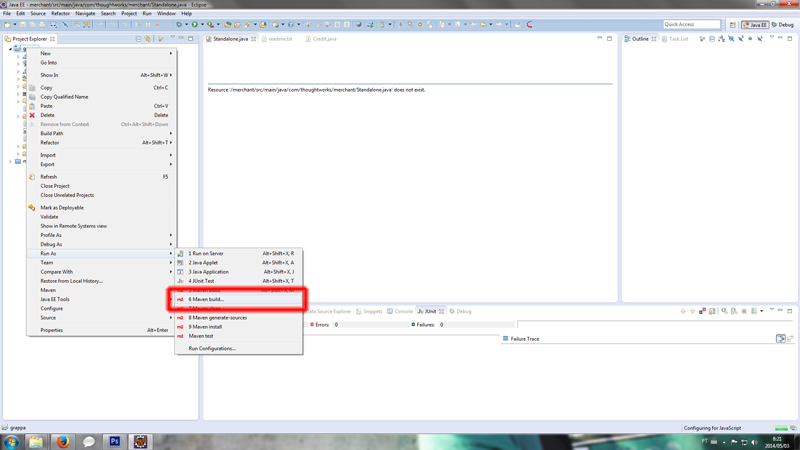 Java EE - merchant/src/main/java/com/thoughtworks/merchant/Standalone.java - Eclipse
File Edit Source Refactor Navigate Search Project Run Window Help
Quick Access
Java EE
Debug
Project Explorer
Standalone.java
readme.txt
Credit.java
Outline
Task List
Resource '/merchant/src/main/java/com/thoughtworks/merchant/Standalone.java' does not exist.
New
Go Into
Show In Alt+Shift+W
Copy Ctrl+C
Copy Qualified Name
Paste Ctrl+V
Delete Delete
Remove from Context Ctrl+Alt+Shift+Down
Build Path
Refactor Alt+Shift+T
Import
Export
Refresh F5
Close Project
Close Unrelated Projects
Mark as Deployable
Validate
Show in Remote Systems view
Profile As
Debug As
Run As
Team
Compare With
Restore from Local History...
Maven
Java EE Tools
Configure
Source
Properties Alt+Enter
1 Run on Server Alt+Shift+X, R
2 Java Applet Alt+Shift+X, A
3 Java Application Alt+Shift+X, J
4 JUnit Test Alt+Shift+X, T
6 Maven build...
8 Maven generate-sources
9 Maven install
Maven test
Run Configurations...
Data Source Explorer
Snippets
Console
JUnit
Debug
Errors: 0
Failures: 0
Failure Trace
grappa
Configuring for JavaScript
PT
8:21
2014/05/03